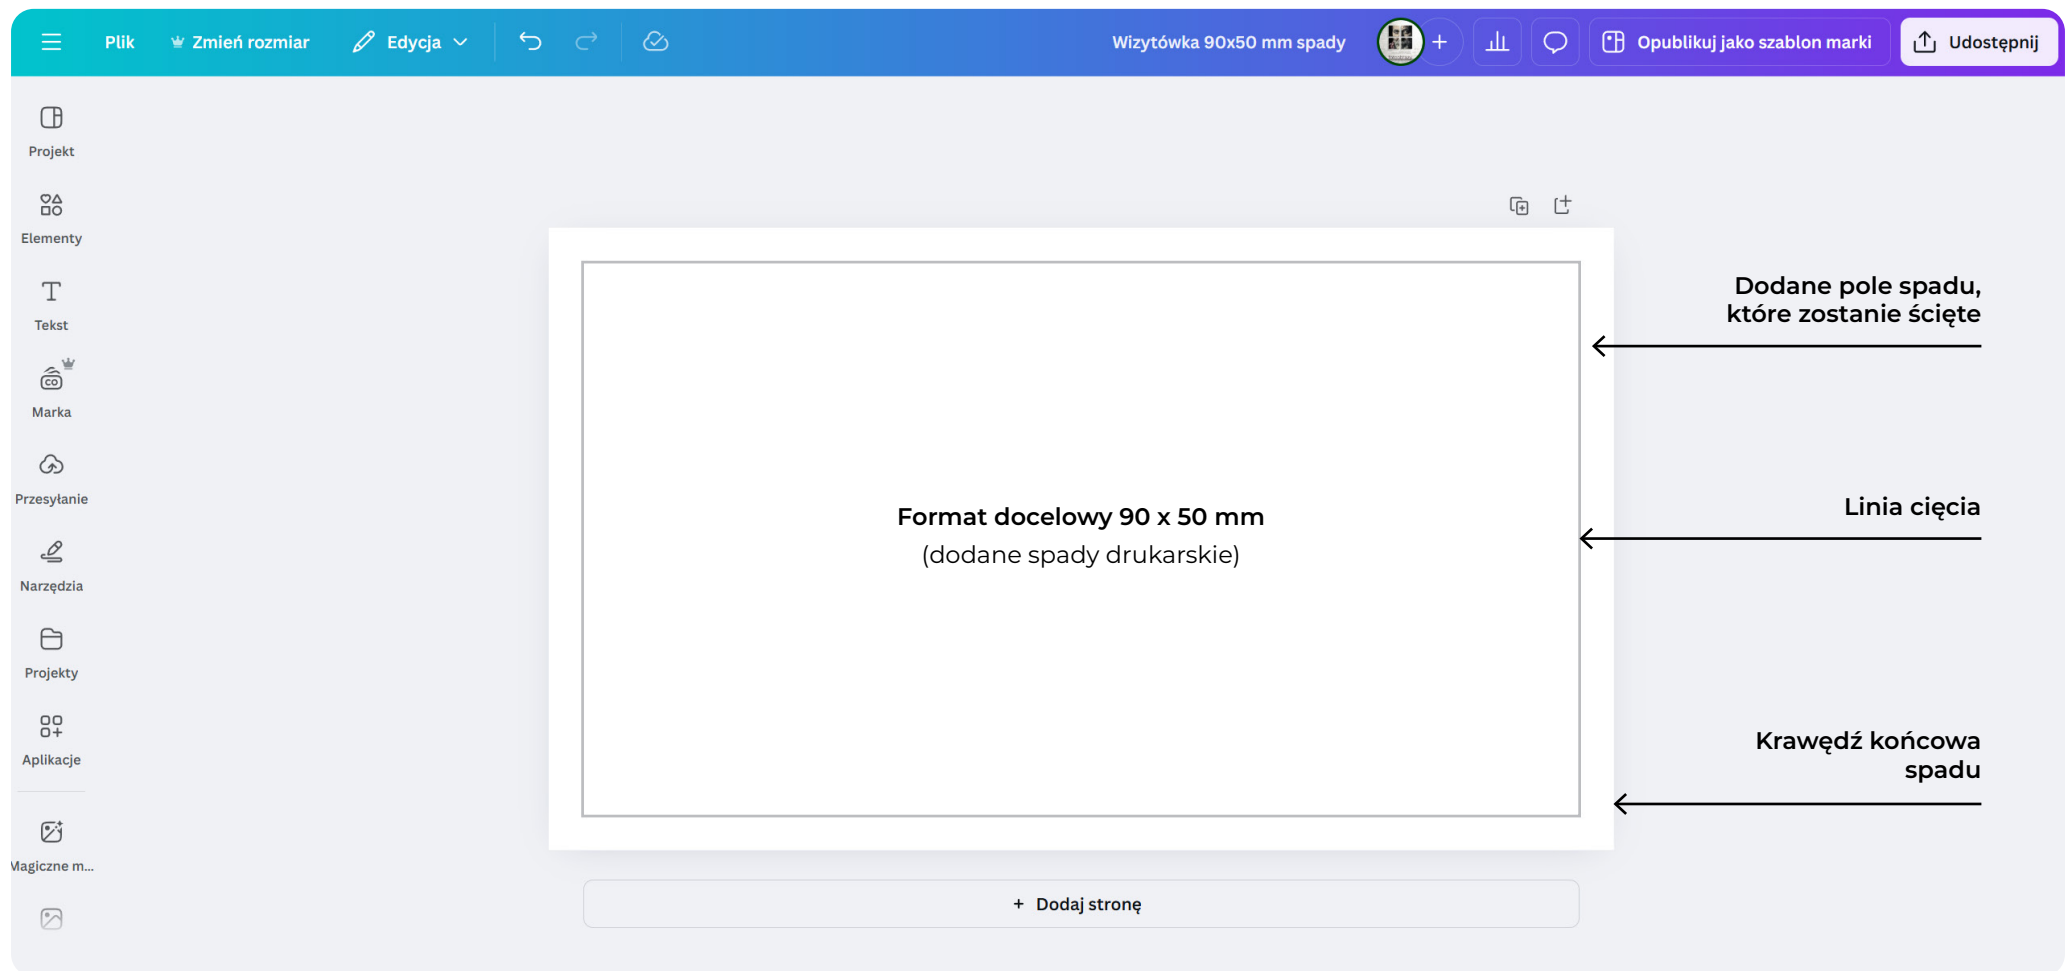 Plik
Zmień rozmiar
Edycja
Wizytówka 90x50 mm spady
Opublikuj jako szablon marki
Udostępnij
Projekt
Elementy
Tekst
CO
Marka
Przesyłanie
Narzędzia
Projekty
Aplikacje
Magiczne m...
Format docelowy 90 x 50 mm
(dodane spady drukarskie)
Dodane pole spadu,
które zostanie ścięte
Linia cięcia
Krawędź końcowa
spadu
+ Dodaj stronę